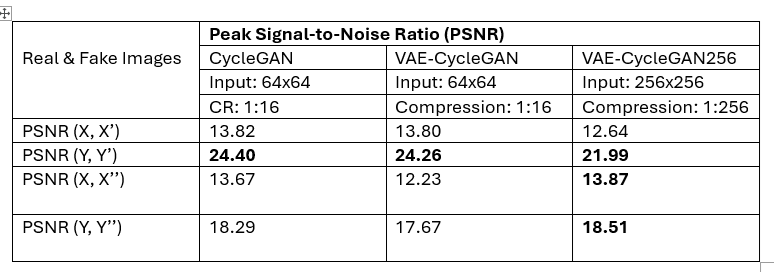 Real & Fake Images Peak Signal-to-Noise Ratio (PSNR)
CycleGAN VAE-CycleGAN VAE-CycleGAN256
Input: 64x64 Input: 64x64 Input: 256x256
CR: 1:16 Compression: 1:16 Compression: 1:256
PSNR (X, X’) 13.82 13.80 12.64
PSNR (Y, Y’) 24.40 24.26 21.99
PSNR (X, X’’) 13.67 12.23 13.87
PSNR (Y, Y’’) 18.29 17.67 18.51